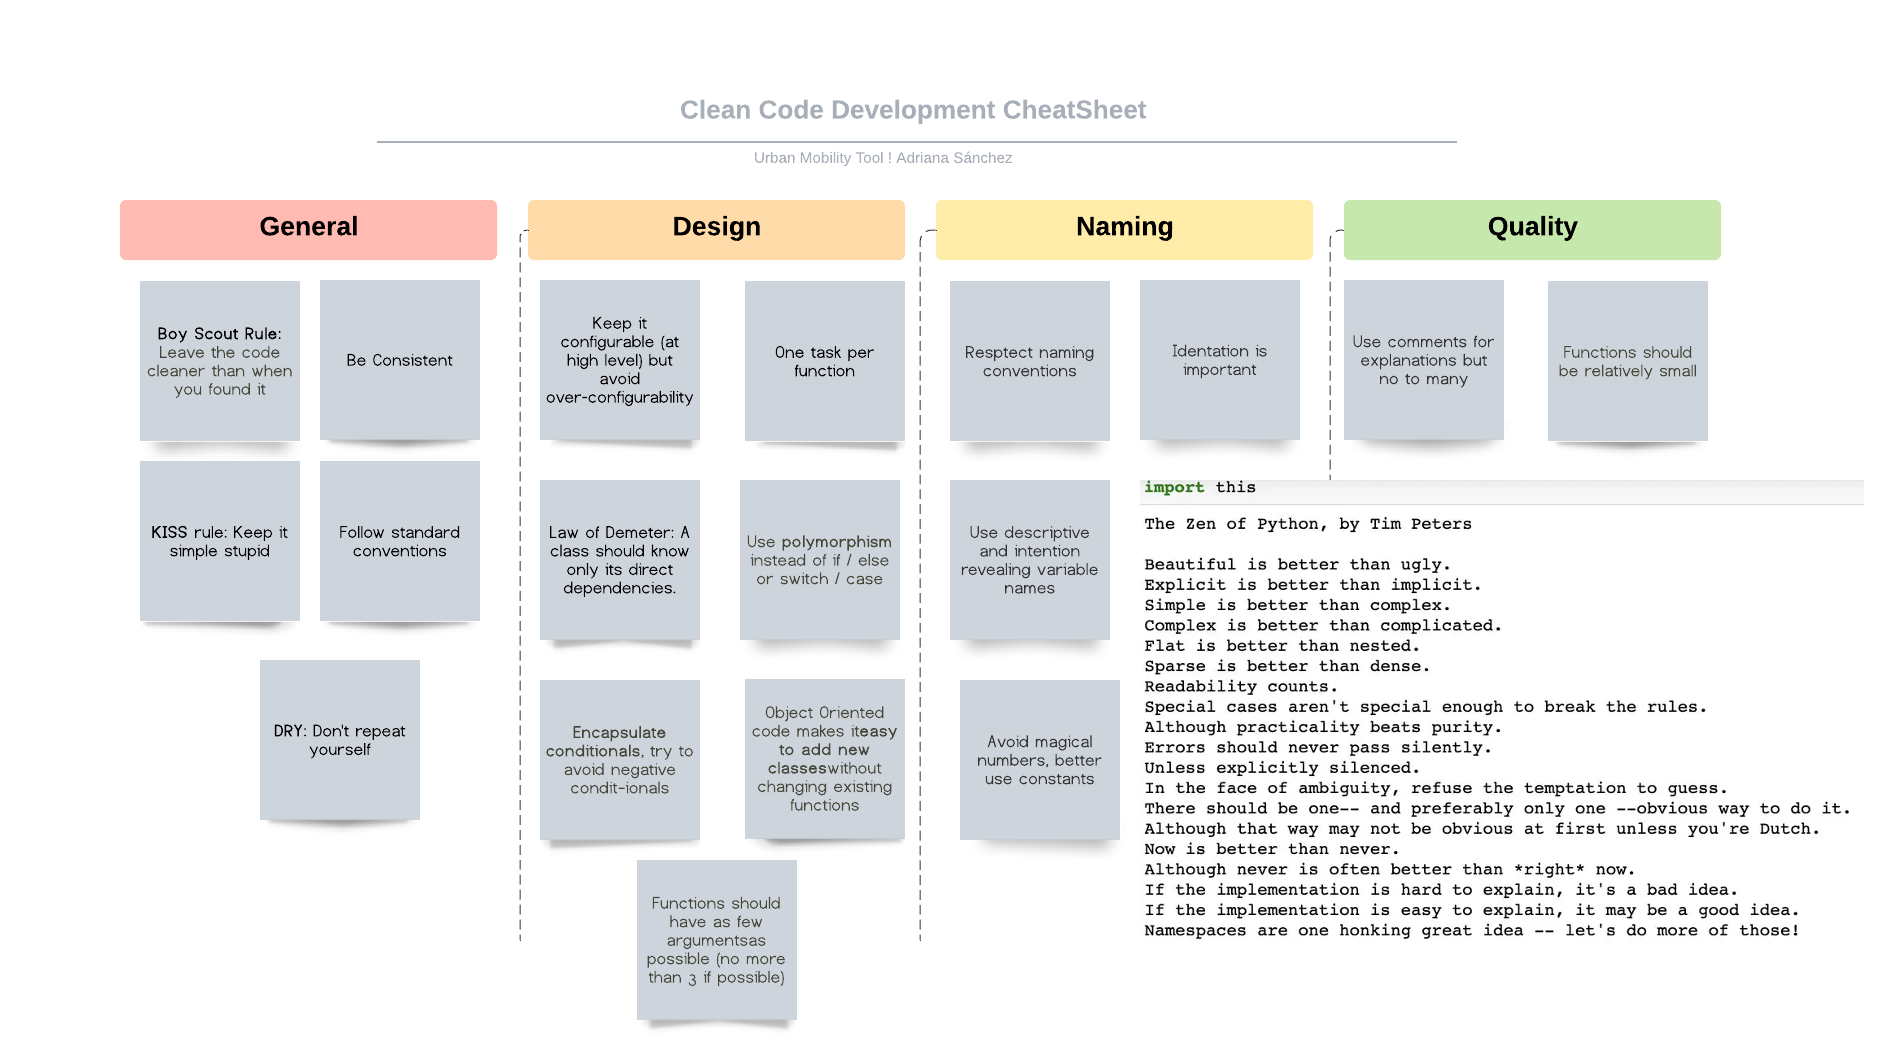 Clean Code Development CheatSheet
Urban Mobility Tool ! Adriana Sánchez
General
Boy Scout Rule:
Leave the code
cleaner than when
you found it
Be Consistent
KISS rule: Keep it
simple stupid
Follow standard
conventions
DRY: Don't repeat
yourself
Design
Keep it
configurable (at
high level) but
avoid
over-configurability
One task per
function
Law of Demeter: A
class should know
only its direct
dependencies.
Use polymorphism
instead of if / else
or switch / case
Encapsulate
conditionals, try to
avoid negative
condit-ionals
Object Oriented
code makes iteasy
to add new
classeswithout
changing existing
functions
Functions should
have as few
argumentsas
possible (no more
than 3 if possible)
Naming
Resptect naming
conventions
Identation is
important
Use descriptive
and intention
revealing variable
names
Avoid magical
numbers, better
use constants
Quality
Use comments for
explanations but
no to many
Functions should
be relatively small
import this
The Zen of Python, by Tim Peters
Beautiful is better than ugly.
Explicit is better than implicit.
Simple is better than complex.
Complex is better than complicated.
Flat is better than nested.
Sparse is better than dense.
Readability counts.
Special cases aren't special enough to break the rules.
Although practicality beats purity.
Errors should never pass silently.
Unless explicitly silenced.
In the face of ambiguity, refuse the temptation to guess.
There should be one-- and preferably only one --obvious way to do it.
Although that way may not be obvious at first unless you're Dutch.
Now is better than never.
Although never is often better than *right* now.
If the implementation is hard to explain, it's a bad idea.
If the implementation is easy to explain, it may be a good idea.
Namespaces are one honking great idea -- let's do more of those!